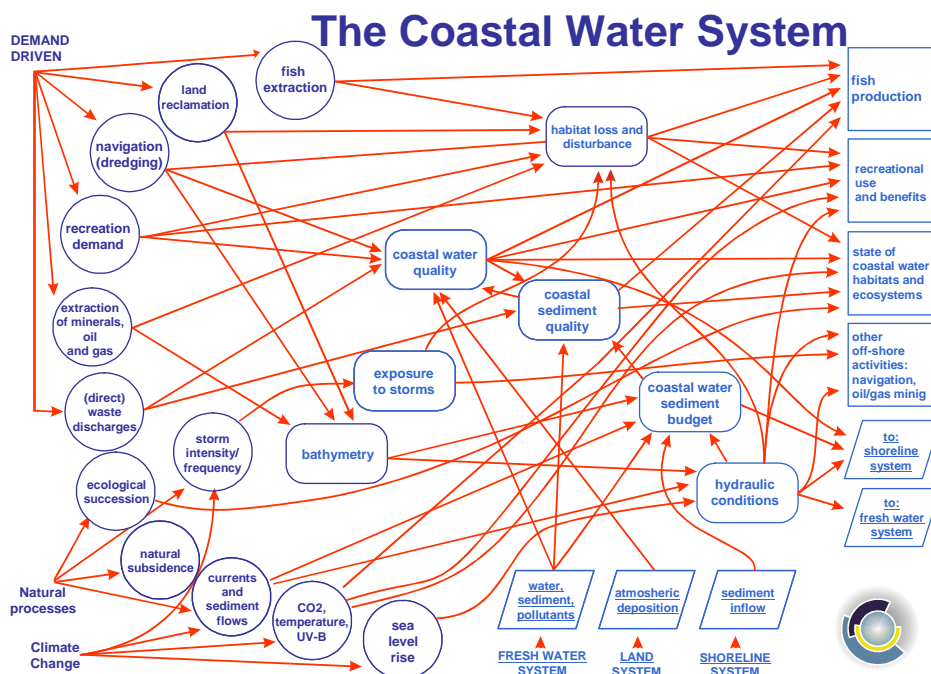 The Coastal Water System
DEMAND
DRIVEN
fish
extraction
land
reclamation
navigation
(dredging)
recreation
demand
extraction
of minerals,
oil
and gas
(direct)
waste
discharges
ecological
succession
storm
intensity/
frequency
natural
subsidence
currents
and
sediment
flows
CO2,
temperature,
UV-B
sea
level
rise
Natural
processes
Climate
Change
habitat loss and
disturbance
coastal water
quality
coastal
sediment
quality
exposure
to storms
bathymetry
coastal water
sediment
budget
hydraulic
conditions
fish
production
recreational
use
and benefits
state of
coastal water
habitats and
ecosystems
other
off-shore
activities:
navigation,
oil/gas minig
to:
shoreline
system
to:
fresh water
system
water,
sediment,
pollutants
atmosheric
deposition
sediment
inflow
FRESH WATER
SYSTEM
LAND
SYSTEM
SHORELINE
SYSTEM